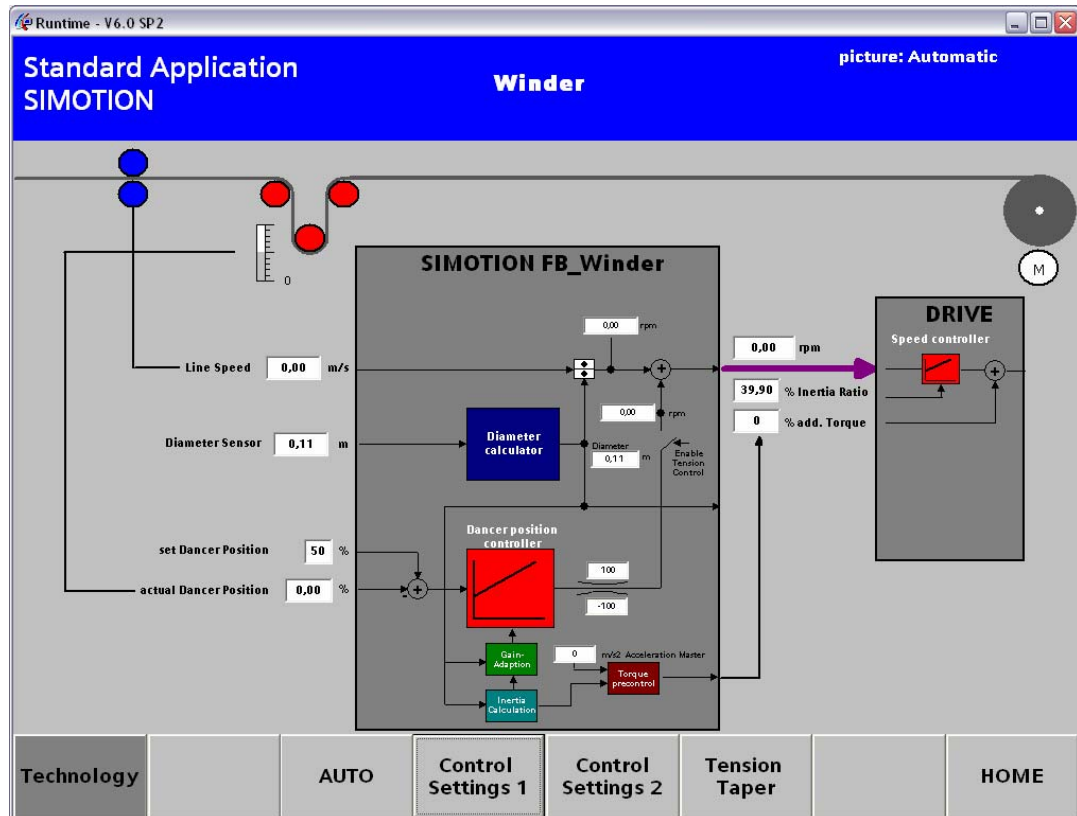 Runtime - V6.0 SP2
Standard Application
SIMOTION
Winder
picture: Automatic
0
M
SIMOTION FB_Winder
DRIVE
Speed controller
0,00 rpm
0,00 rpm
Line Speed 0,00 m/s
39,90 % Inertia Ratio
0 % add. Torque
0,00 rpm
Diameter Sensor 0,11 m
Diameter
calculator
Diameter
0,11 m
Enable
Tension
Control
Dancer position
controller
set Dancer Position 50 %
actual Dancer Position 0,00 %
-
100
-100
Gain-
Adaption
0 m/s2 Acceleration Master
Torque
precontrol
Inertia
Calculation
Technology
AUTO
Control
Settings 1
Control
Settings 2
Tension
Taper
HOME